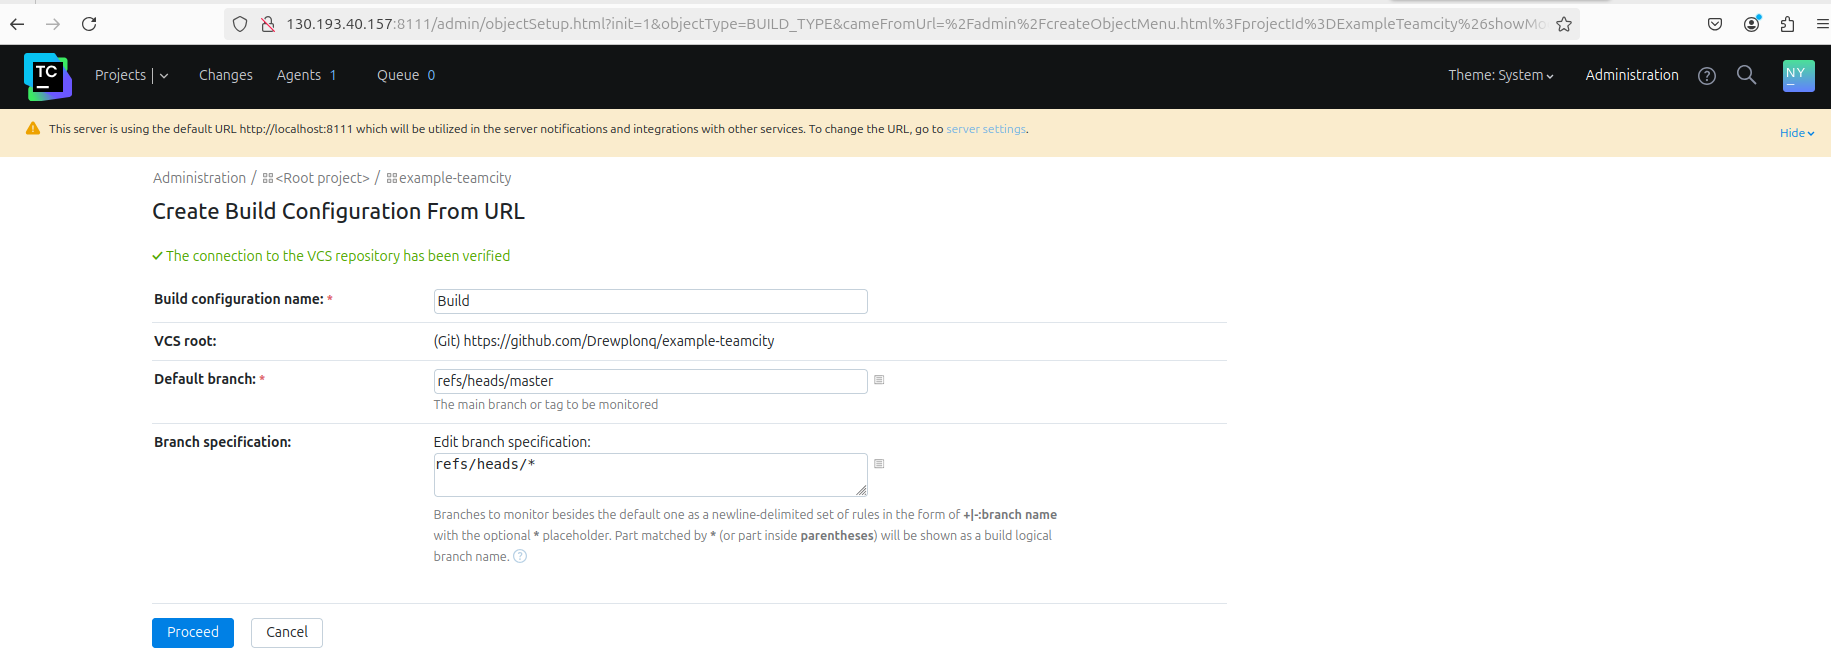 130.193.40.157:8111/admin/objectSetup.html?init=1&objectType=BUILD_TYPE&cameFromUrl=%2Fadmin%2FcreateObjectMenu.html%3FprojectId%3DExampleTeamcity%26showMo
TC
Projects Changes Agents 1 Queue 0 Theme: System Administration ? NY
This server is using the default URL http://localhost:8111 which will be utilized in the server notifications and integrations with other services. To change the URL, go to server settings.
Hide
Administration / <Root project> / example-teamcity
Create Build Configuration From URL
The connection to the VCS repository has been verified
Build configuration name: * Build
VCS root: (Git) https://github.com/Drewplonq/example-teamcity
Default branch: * refs/heads/master
The main branch or tag to be monitored
Branch specification: Edit branch specification:
refs/heads/*
Branches to monitor besides the default one as a newline-delimited set of rules in the form of +|-:branch name
with the optional * placeholder. Part matched by * (or part inside parentheses) will be shown as a build logical
branch name. ?
Proceed Cancel